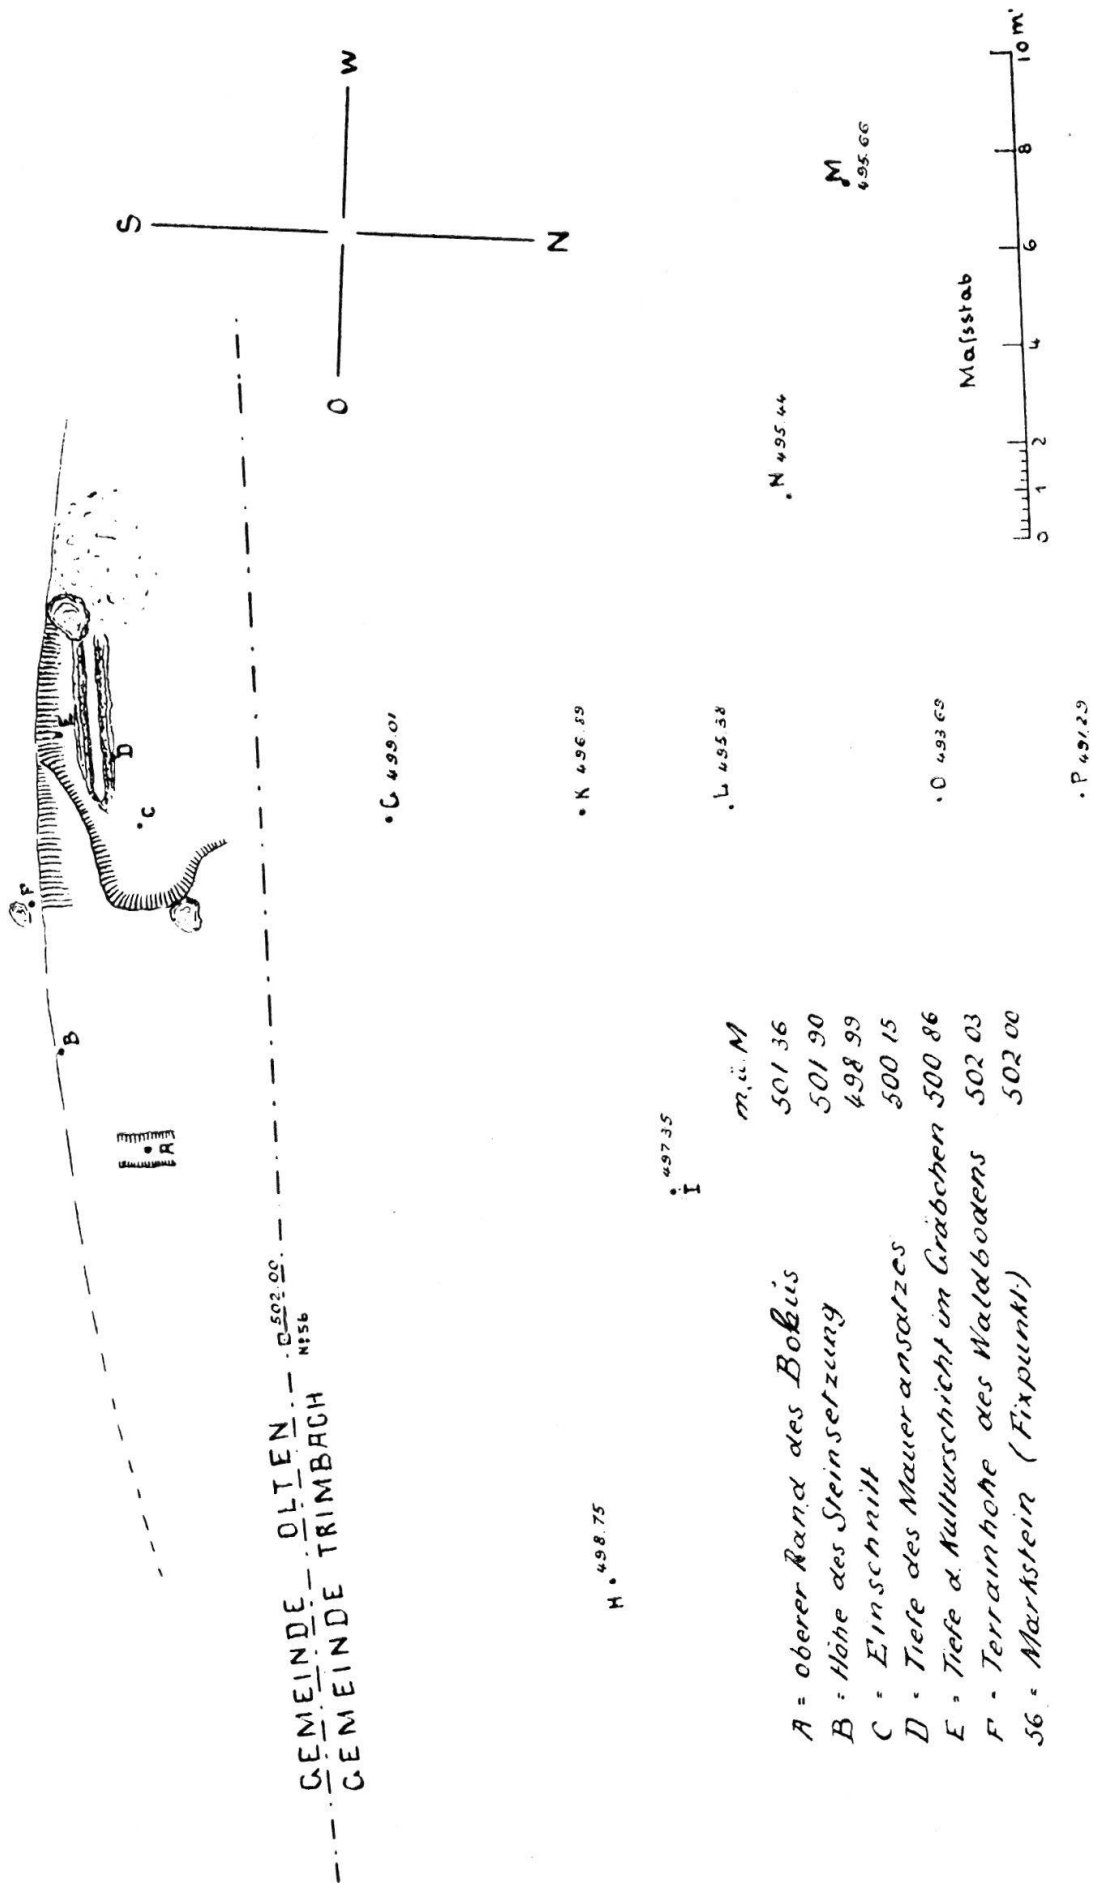 S
W
O
N
F
B
E
D
C
A
GEMEINDE OLTEN
GEMEINDE TRIMBACH
502.00
Nº 56
G 499.01
K 496.89
L 495.38
O 493 69
P 491.29
N 495.44
M
495.66
I
497 35
H 498.75
m.ü.M
A = oberer Rand des Bohüs 501 36
B = Höhe des Steinsetzung 501 90
C = Einschnitt 498 99
D = Tiefe des Maueransatzes 500 15
E = Tiefe d. Kulturschicht im Gräbchen 500 86
F = Terrainhöhe des Waldbodens 502 03
56 = Markstein (Fixpunkt) 502 00
Maſsstab
0 1 2 4 6 8 10 m'